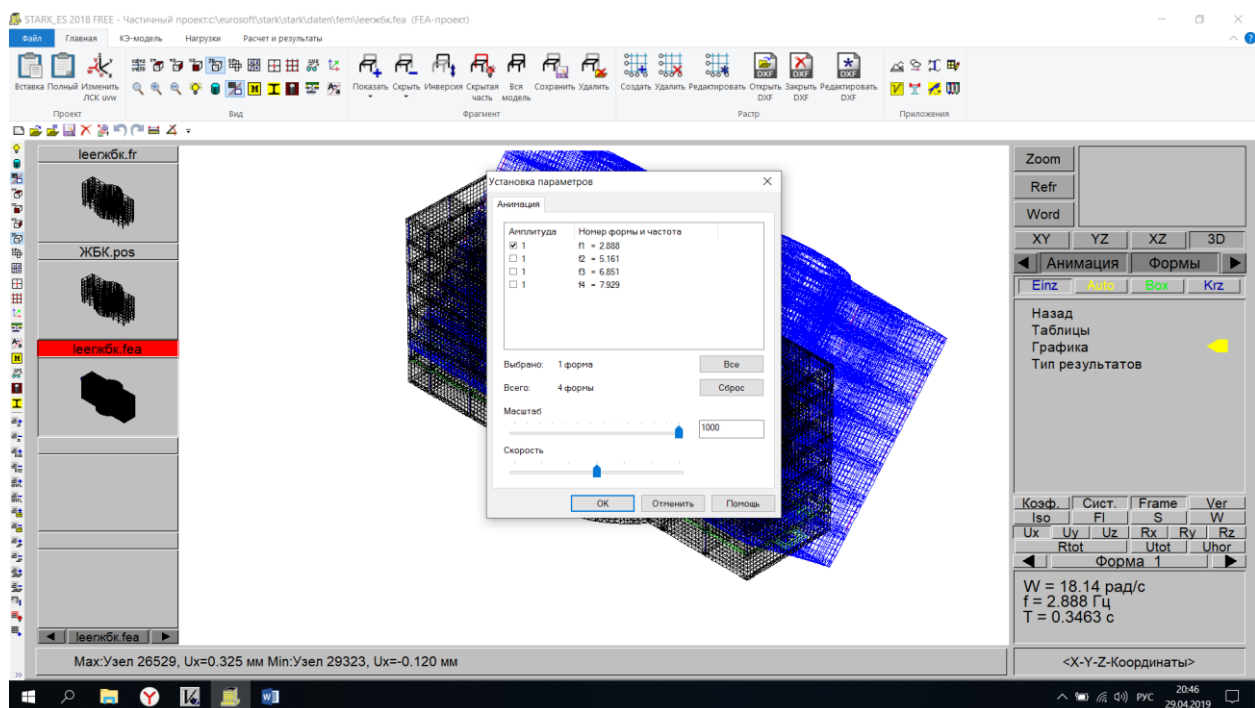 STARK_ES 2018 FREE - Частичный проект:c:\eurosoft\stark\stark\daten\fem\leerжбк.fea (FEA-проект)
Файл Главная КЭ-модель Нагрузки Расчет и результаты
Вставка Полный Изменить ЛСК uvw
Показать Скрыть Инверсия Скрытая часть Вся модель Сохранить Удалить
Создать Удалить Редактировать Открыть DXF Закрыть DXF Редактировать DXF
Проект Вид Фрагмент Растр Приложения
leerжбк.fr
ЖБК.pos
leerжбк.fea
leerжбк.fea
Установка параметров
Анимация
Амплитуда Номер формы и частота
1 f1 = 2.888
1 f2 = 5.161
1 f3 = 6.851
1 f4 = 7.929
Выбрано: 1 форма Все
Всего: 4 формы Сброс
Масштаб
1000
Скорость
OK Отменить Помощь
Zoom
Refr
Word
XY YZ XZ 3D
Анимация Формы
Einz Auto Box Krz
Назад
Таблицы
Графика
Тип результатов
Коэф. Сист. Frame Ver
Iso Fl S W
Ux Uy Uz Rx Ry Rz
Rtot Utot Uhor
Форма 1
W = 18.14 рад/с
f = 2.888 Гц
T = 0.3463 с
Max:Узел 26529, Ux=0.325 мм Min:Узел 29323, Ux=-0.120 мм
<X-Y-Z-Координаты>
РУС
20:46
29.04.2019